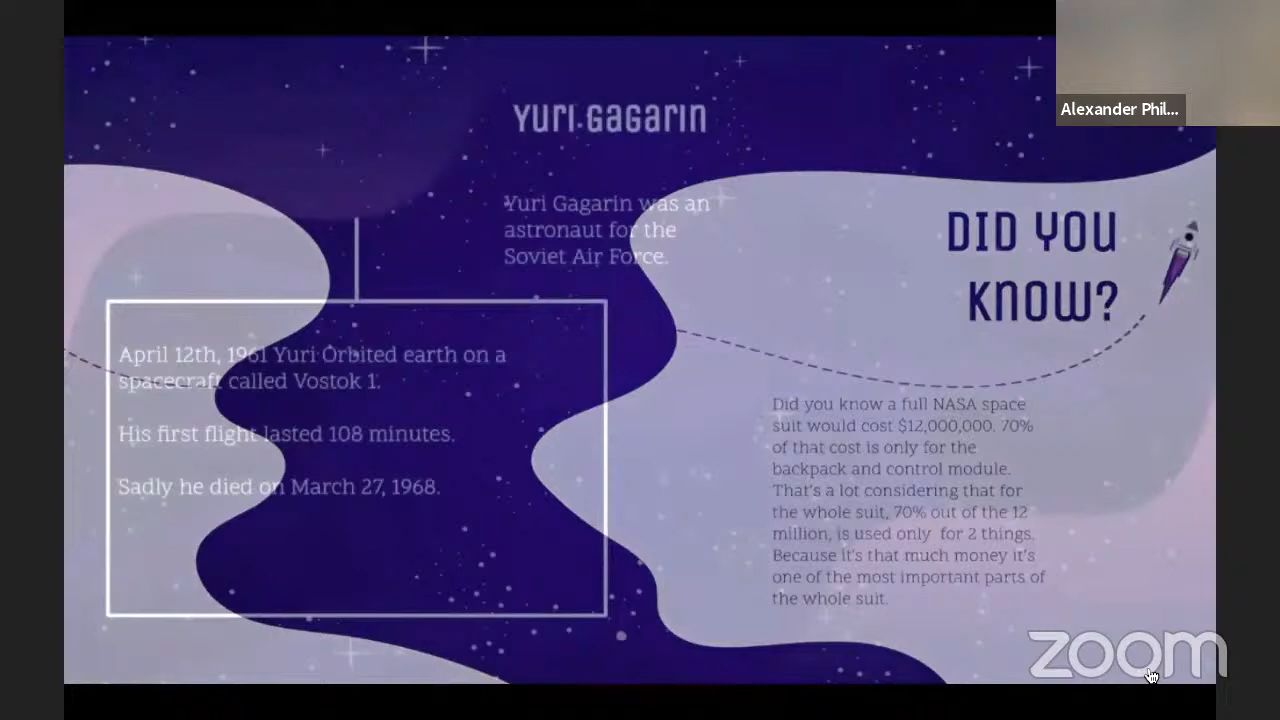 Alexander Phil...
Yuri Gagarin
Yuri Gagarin was an
astronaut for the
Soviet Air Force.
DID YOU
KNOW?
April 12th, 1961 Yuri Orbited earth on a
spacecraft called Vostok 1.
His first flight lasted 108 minutes.
Sadly he died on March 27, 1968.
Did you know a full NASA space
suit would cost $12,000,000. 70%
of that cost is only for the
backpack and control module.
That's a lot considering that for
the whole suit, 70% out of the 12
million, is used only for 2 things.
Because it's that much money it's
one of the most important parts of
the whole suit.
zoom